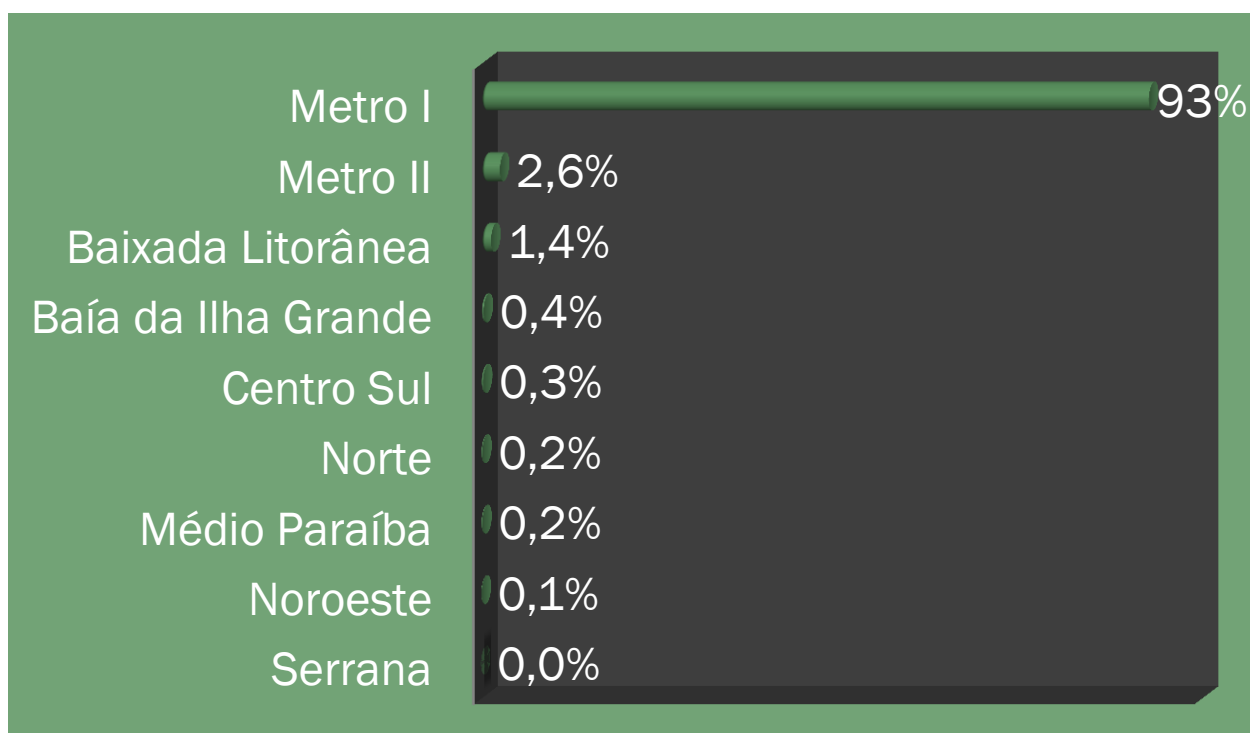 Metro I 93%
Metro II 2,6%
Baixada Litorânea 1,4%
Baía da Ilha Grande 0,4%
Centro Sul 0,3%
Norte 0,2%
Médio Paraíba 0,2%
Noroeste 0,1%
Serrana 0,0%